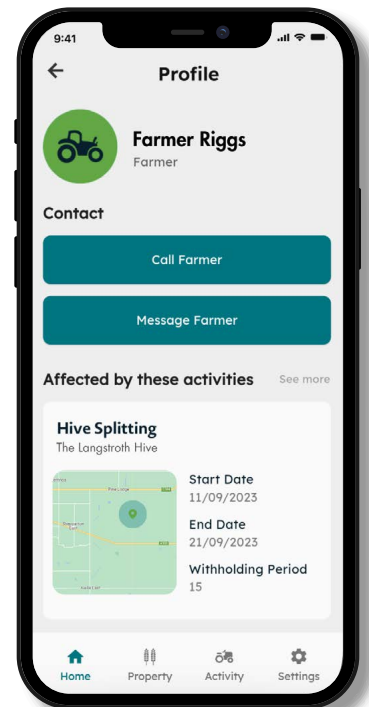 9:41
Profile
Farmer Riggs
Farmer
Contact
Call Farmer
Message Farmer
Affected by these activities See more
Hive Splitting
The Langstroth Hive
Start Date
11/09/2023
End Date
21/09/2023
Withholding Period
15
Home Property Activity Settings